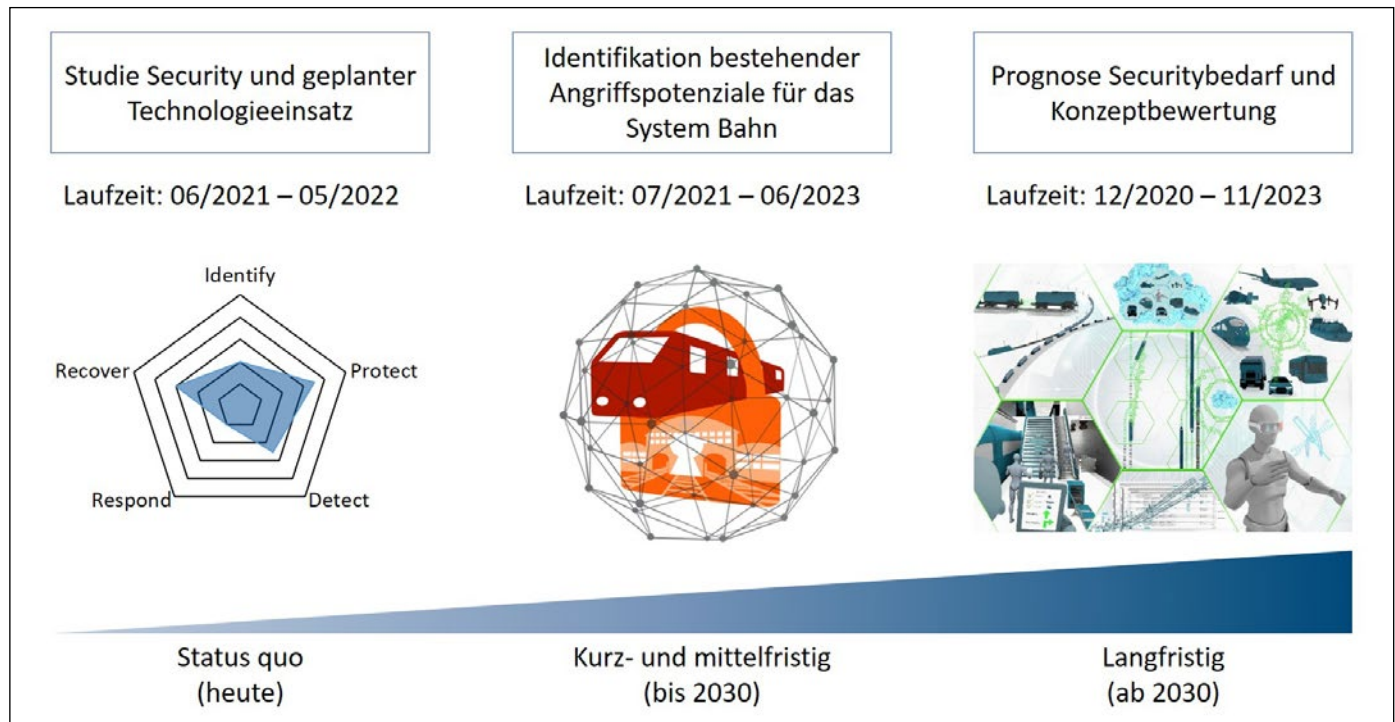 Studie Security und geplanter
Technologieeinsatz
Identifikation bestehender
Angriffspotenziale für das
System Bahn
Prognose Securitybedarf und
Konzeptbewertung
Laufzeit: 06/2021 – 05/2022
Laufzeit: 07/2021 – 06/2023
Laufzeit: 12/2020 – 11/2023
Identify
Recover
Protect
Respond
Detect
Status quo
(heute)
Kurz- und mittelfristig
(bis 2030)
Langfristig
(ab 2030)